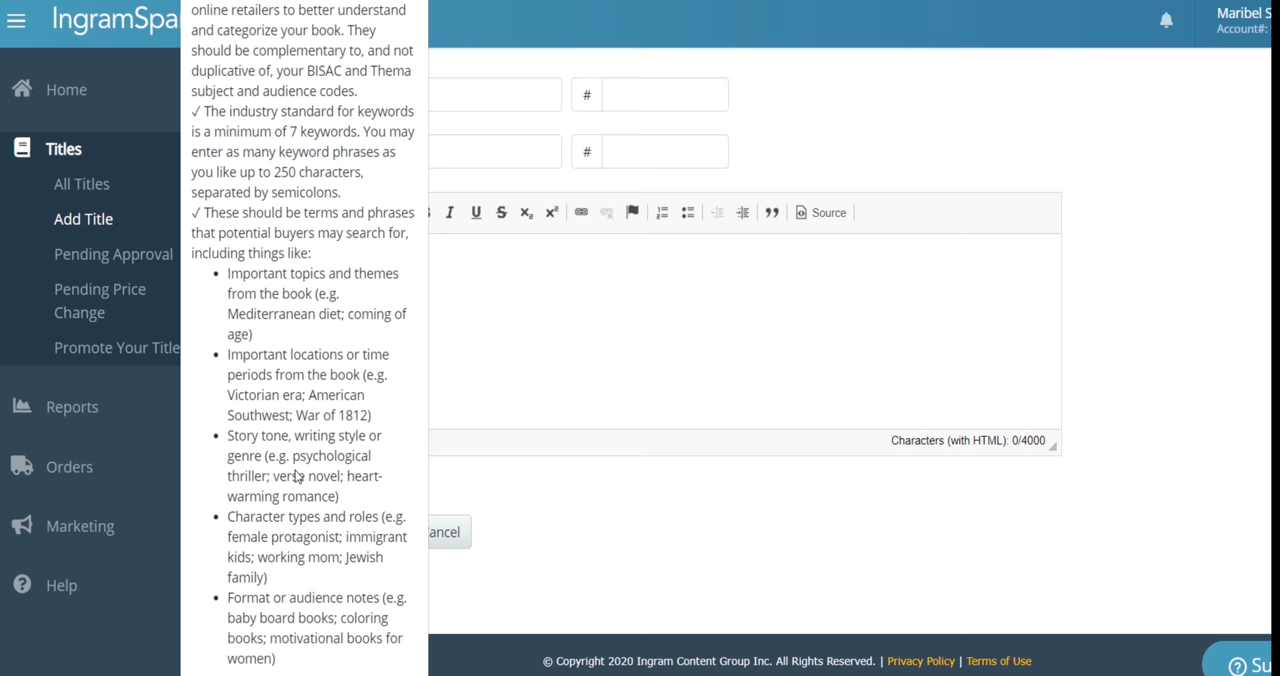 IngramSpa
Maribel S
Account#:
Home
Titles
All Titles
Add Title
Pending Approval
Pending Price
Change
Promote Your Title
Reports
Orders
Marketing
Help
online retailers to better understand
and categorize your book. They
should be complementary to, and not
duplicative of, your BISAC and Thema
subject and audience codes.
✓ The industry standard for keywords
is a minimum of 7 keywords. You may
enter as many keyword phrases as
you like up to 250 characters,
separated by semicolons.
✓ These should be terms and phrases
that potential buyers may search for,
including things like:
• Important topics and themes
from the book (e.g.
Mediterranean diet; coming of
age)
• Important locations or time
periods from the book (e.g.
Victorian era; American
Southwest; War of 1812)
• Story tone, writing style or
genre (e.g. psychological
thriller; verse novel; heart-
warming romance)
• Character types and roles (e.g.
female protagonist; immigrant
kids; working mom; Jewish
family)
• Format or audience notes (e.g.
baby board books; coloring
books; motivational books for
women)
#
#
I U S x₂ x² ” Source
Characters (with HTML): 0/4000
ancel
© Copyright 2020 Ingram Content Group Inc. All Rights Reserved. | Privacy Policy | Terms of Use
? Su